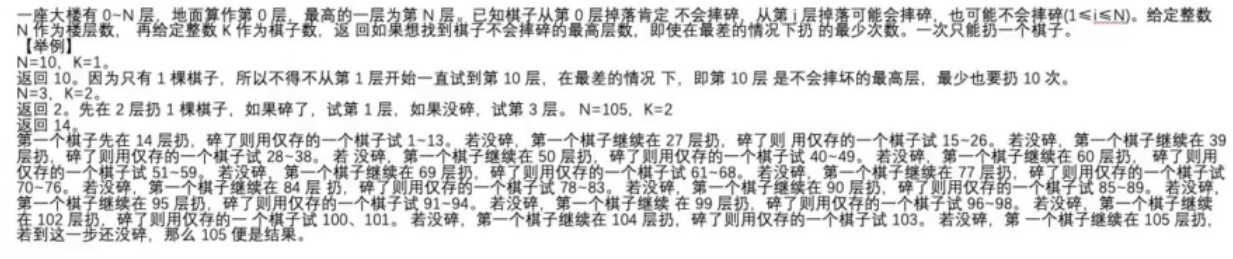 一座大楼有 0~N 层，地面算作第 0 层，最高的一层为第 N 层。已知棋子从第 0 层掉落肯定 不会摔碎，从第 i 层掉落可能会摔碎，也可能不会摔碎(1≤i≤N)。给定整数
N 作为楼层数， 再给定整数 K 作为棋子数，返 回如果想找到棋子不会摔碎的最高层数，即使在最差的情况下扔 的最少次数。一次只能扔一个棋子。
【举例】
N=10，K=1。
返回 10。因为只有 1 棵棋子，所以不得不从第 1 层开始一直试到第 10 层，在最差的情况 下，即第 10 层 是不会摔坏的最高层，最少也要扔 10 次。
N=3，K=2。
返回 2。先在 2 层扔 1 棵棋子，如果碎了，试第 1 层，如果没碎，试第 3 层。 N=105，K=2
返回 14。
第一个棋子先在 14 层扔，碎了则用仅存的一个棋子试 1~13。 若没碎，第一个棋子继续在 27 层扔，碎了则 用仅存的一个棋子试 15~26。 若没碎，第一个棋子继续在 39
层扔，碎了则用仅存的一个棋子试 28~38。 若 没碎，第一个棋子继续在 50 层扔，碎了则用仅存的一个棋子试 40~49。 若没碎，第一个棋子继续在 60 层扔， 碎了则用
仅存的一个棋子试 51~59。 若没碎，第一个棋子继续在 69 层扔，碎了则用仅存的一个棋子试 61~68。 若没碎，第一个棋子继续在 77 层扔，碎了则用仅存的一个棋子试
70~76。 若没碎，第一个棋子继续在 84 层 扔，碎了则用仅存的一个棋子试 78~83。 若没碎，第一个棋子继续在 90 层扔，碎了则用仅存的一个棋子试 85~89。 若没碎，
第一个棋子继续在 95 层扔，碎了则用仅存的一个棋子试 91~94。 若没碎，第一个棋子继续 在 99 层扔，碎了则用仅存的一个棋子试 96~98。 若没碎，第一个棋子继续
在 102 层扔，碎了则用仅存的一 个棋子试 100、101。 若没碎，第一个棋子继续在 104 层扔，碎了则用仅存的一个棋子试 103。 若没碎，第 一个棋子继续在 105 层扔，
若到这一步还没碎，那么 105 便是结果。